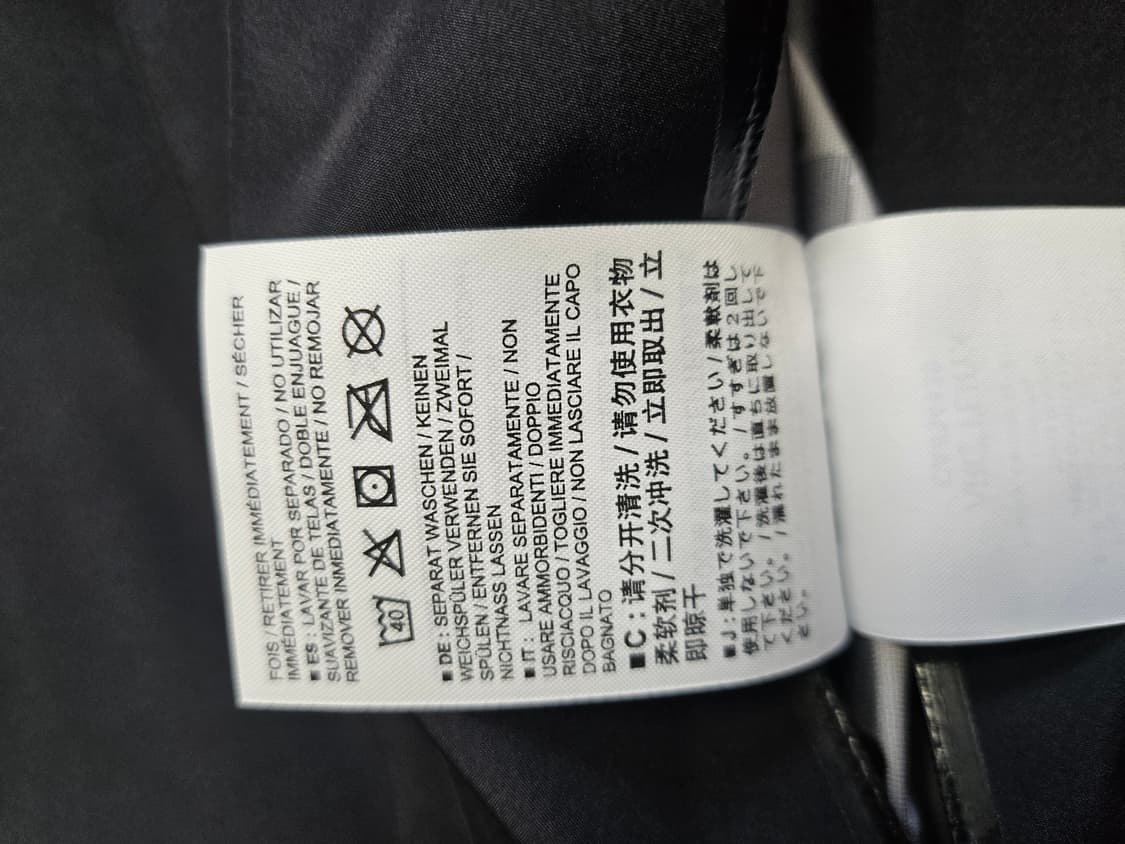 FOIS / RETIRER IMMÉDIATEMENT / SÉCHER
IMMÉDIATEMENT
■ ES : LAVAR POR SEPARADO / NO UTILIZAR
SUAVIZANTE DE TELAS / DOBLE ENJUAGUE /
REMOVER INMEDIATAMENTE / NO REMOJAR
40
■ DE : SEPARAT WASCHEN / KEINEN
WEICHSPÜLER VERWENDEN / ZWEIMAL
SPÜLEN / ENTFERNEN SIE SOFORT /
NICHTNASS LASSEN
■ IT : LAVARE SEPARATAMENTE / NON
USARE AMMORBIDENTI / DOPPIO
RISCIACQUO / TOGLIERE IMMEDIATAMENTE
DOPO IL LAVAGGIO / NON LASCIARE IL CAPO
BAGNATO
■ C : 请分开清洗 / 请勿使用衣物
柔软剂 / 二次冲洗 / 立即取出 / 立
即晾干
■ J : 単独で洗濯してください / 柔軟剤は
使用しないで下さい。 / すすぎは２回し
て下さい。 / 洗濯後は直ちに取り出して
ください。 / 濡れたまま放置しないで下
さい。